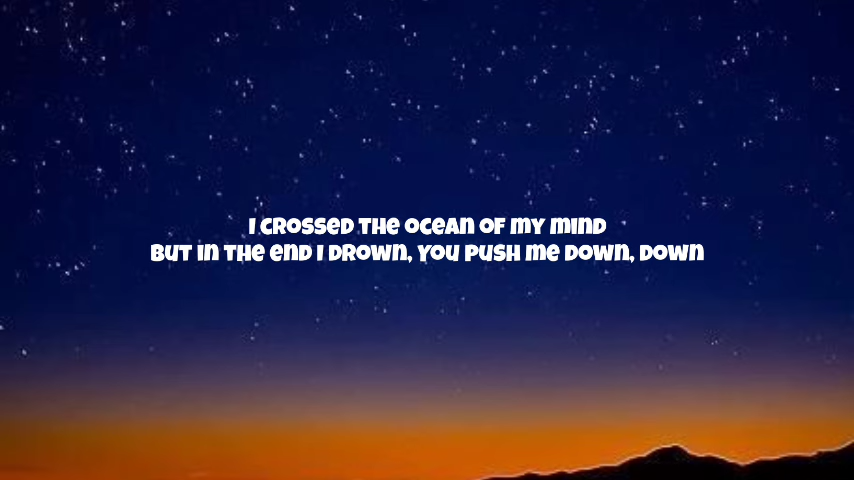 I CROSSED THE OCEAN OF MY MIND
BUT IN THE END I DROWN, YOU PUSH ME DOWN, DOWN